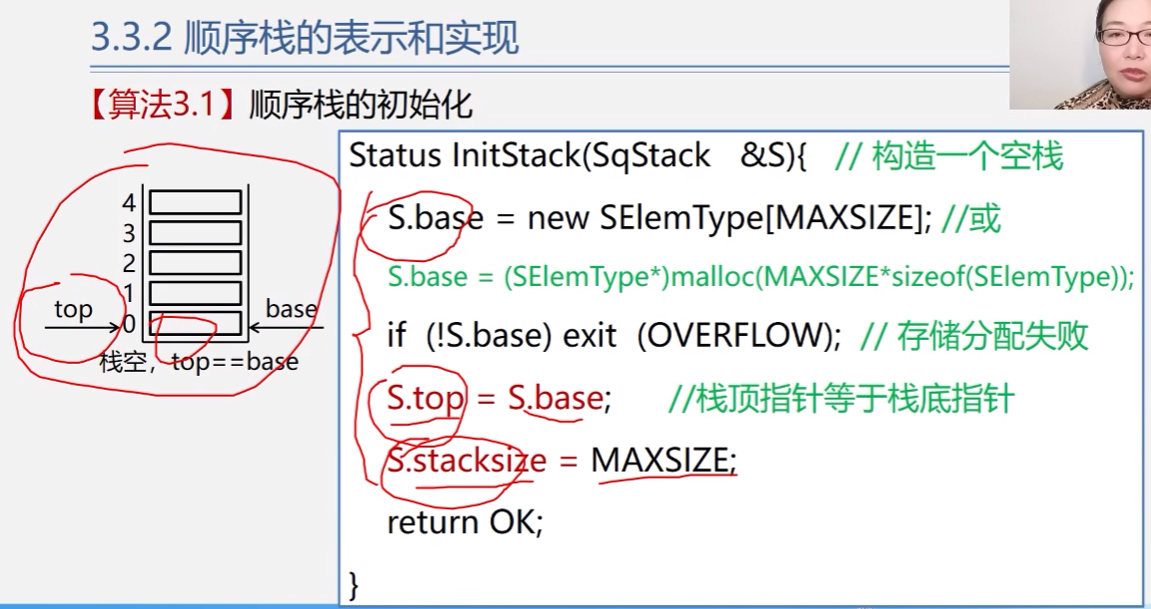 3.3.2 顺序栈的表示和实现
【算法3.1】顺序栈的初始化
4
3
2
1
top
0
base
栈空，top==base
Status InitStack(SqStack &S){ // 构造一个空栈
S.base = new SElemType[MAXSIZE]; //或
S.base = (SElemType*)malloc(MAXSIZE*sizeof(SElemType));
if (!S.base) exit (OVERFLOW); // 存储分配失败
S.top = S.base; //栈顶指针等于栈底指针
S.stacksize = MAXSIZE;
return OK;
}